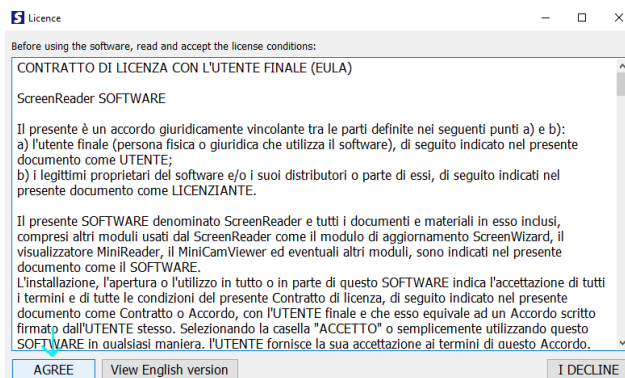 Licence
Before using the software, read and accept the license conditions:
CONTRATTO DI LICENZA CON L'UTENTE FINALE (EULA)
ScreenReader SOFTWARE
Il presente è un accordo giuridicamente vincolante tra le parti definite nei seguenti punti a) e b):
a) l'utente finale (persona fisica o giuridica che utilizza il software), di seguito indicato nel presente
documento come UTENTE;
b) i legittimi proprietari del software e/o i suoi distributori o parte di essi, di seguito indicati nel
presente documento come LICENZIANTE.
Il presente SOFTWARE denominato ScreenReader e tutti i documenti e materiali in esso inclusi,
compresi altri moduli usati dal ScreenReader come il modulo di aggiornamento ScreenWizard, il
visualizzatore MiniReader, il MiniCamViewer ed eventuali altri moduli, sono indicati nel presente
documento come il SOFTWARE.
L'installazione, l'apertura o l'utilizzo in tutto o in parte di questo SOFTWARE indica l'accettazione di tutti
i termini e di tutte le condizioni del presente Contratto di licenza, di seguito indicato nel presente
documento come Contratto o Accordo, con l'UTENTE finale e che esso equivale ad un Accordo scritto
firmato dall'UTENTE stesso. Selezionando la casella "ACCETTO" o semplicemente utilizzando questo
SOFTWARE in qualsiasi maniera, l'UTENTE fornisce la sua accettazione ai termini di questo Accordo.
AGREE View English version I DECLINE